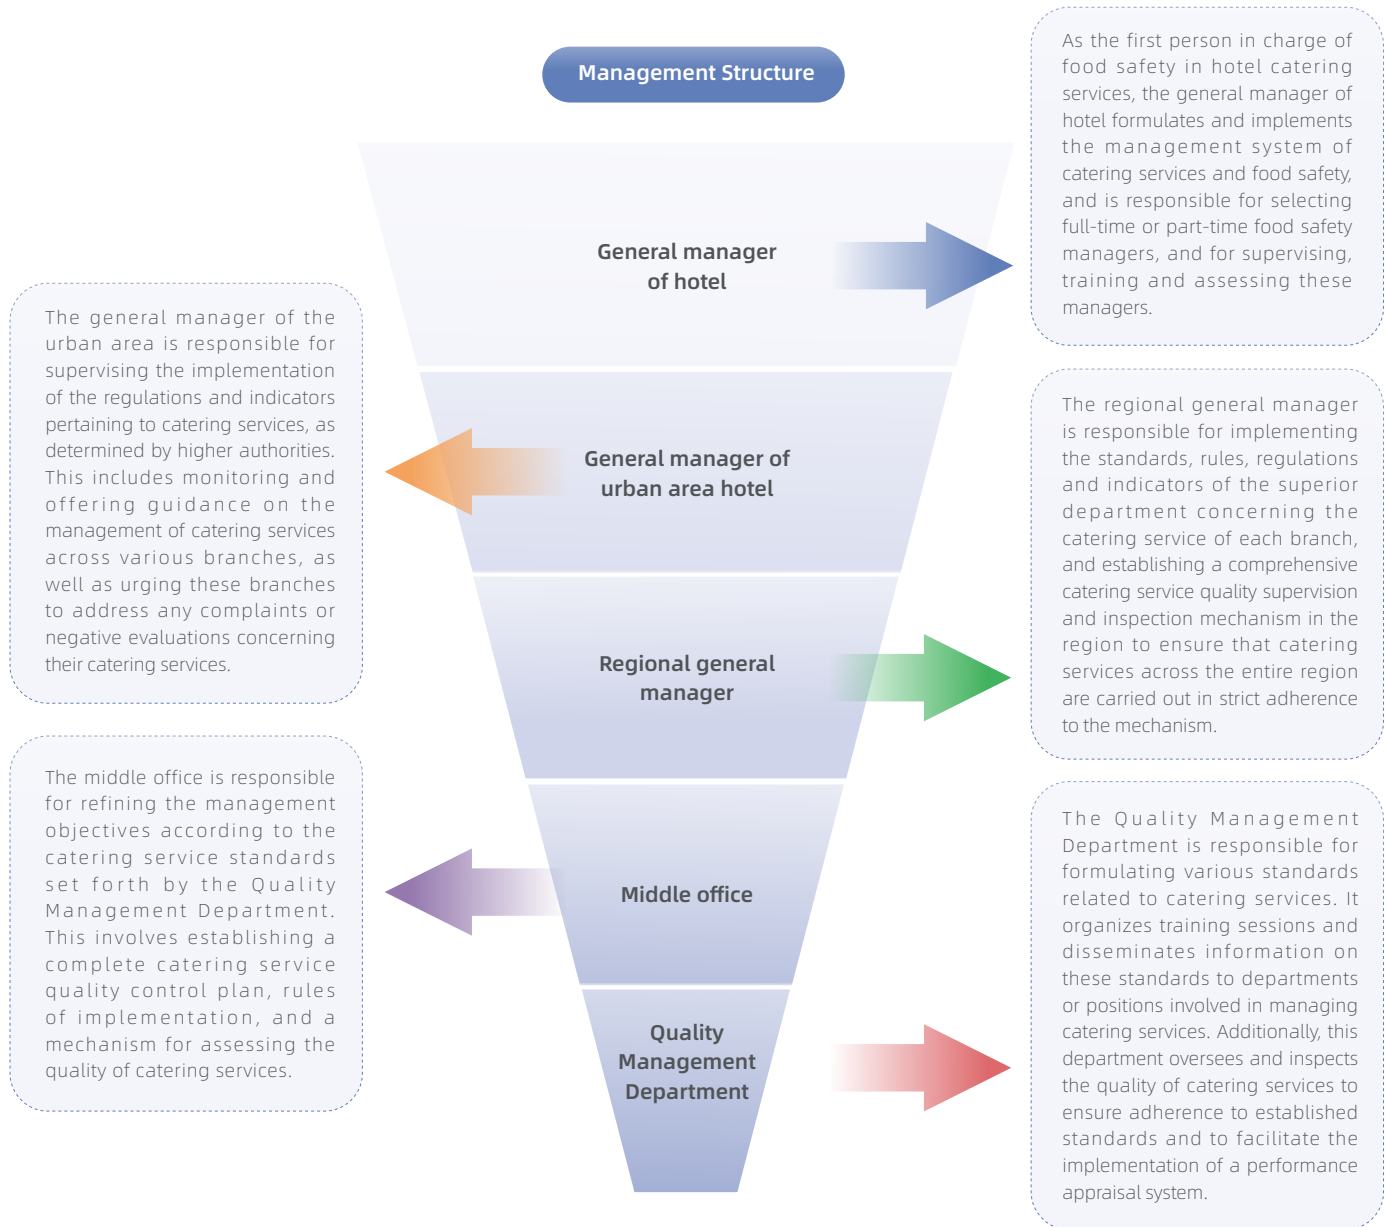 Management Structure
General manager
of hotel
As the first person in charge of
food safety in hotel catering
services, the general manager of
hotel formulates and implements
the management system of
catering services and food safety,
and is responsible for selecting
full-time or part-time food safety
managers, and for supervising,
training and assessing these
managers.
General manager of
urban area hotel
The general manager of the
urban area is responsible for
supervising the implementation
of the regulations and indicators
pertaining to catering services, as
determined by higher authorities.
This includes monitoring and
offering guidance on the
management of catering services
across various branches, as
well as urging these branches
to address any complaints or
negative evaluations concerning
their catering services.
Regional general
manager
The regional general manager
is responsible for implementing
the standards, rules, regulations
and indicators of the superior
department concerning the
catering service of each branch,
and establishing a comprehensive
catering service quality supervision
and inspection mechanism in the
region to ensure that catering
services across the entire region
are carried out in strict adherence
to the mechanism.
Middle office
The middle office is responsible
for refining the management
objectives according to the
catering service standards
set forth by the Quality
Management Department.
This involves establishing a
complete catering service
quality control plan, rules
of implementation, and a
mechanism for assessing the
quality of catering services.
Quality
Management
Department
The Quality Management
Department is responsible for
formulating various standards
related to catering services. It
organizes training sessions and
disseminates information on
these standards to departments
or positions involved in managing
catering services. Additionally, this
department oversees and inspects
the quality of catering services to
ensure adherence to established
standards and to facilitate the
implementation of a performance
appraisal system.